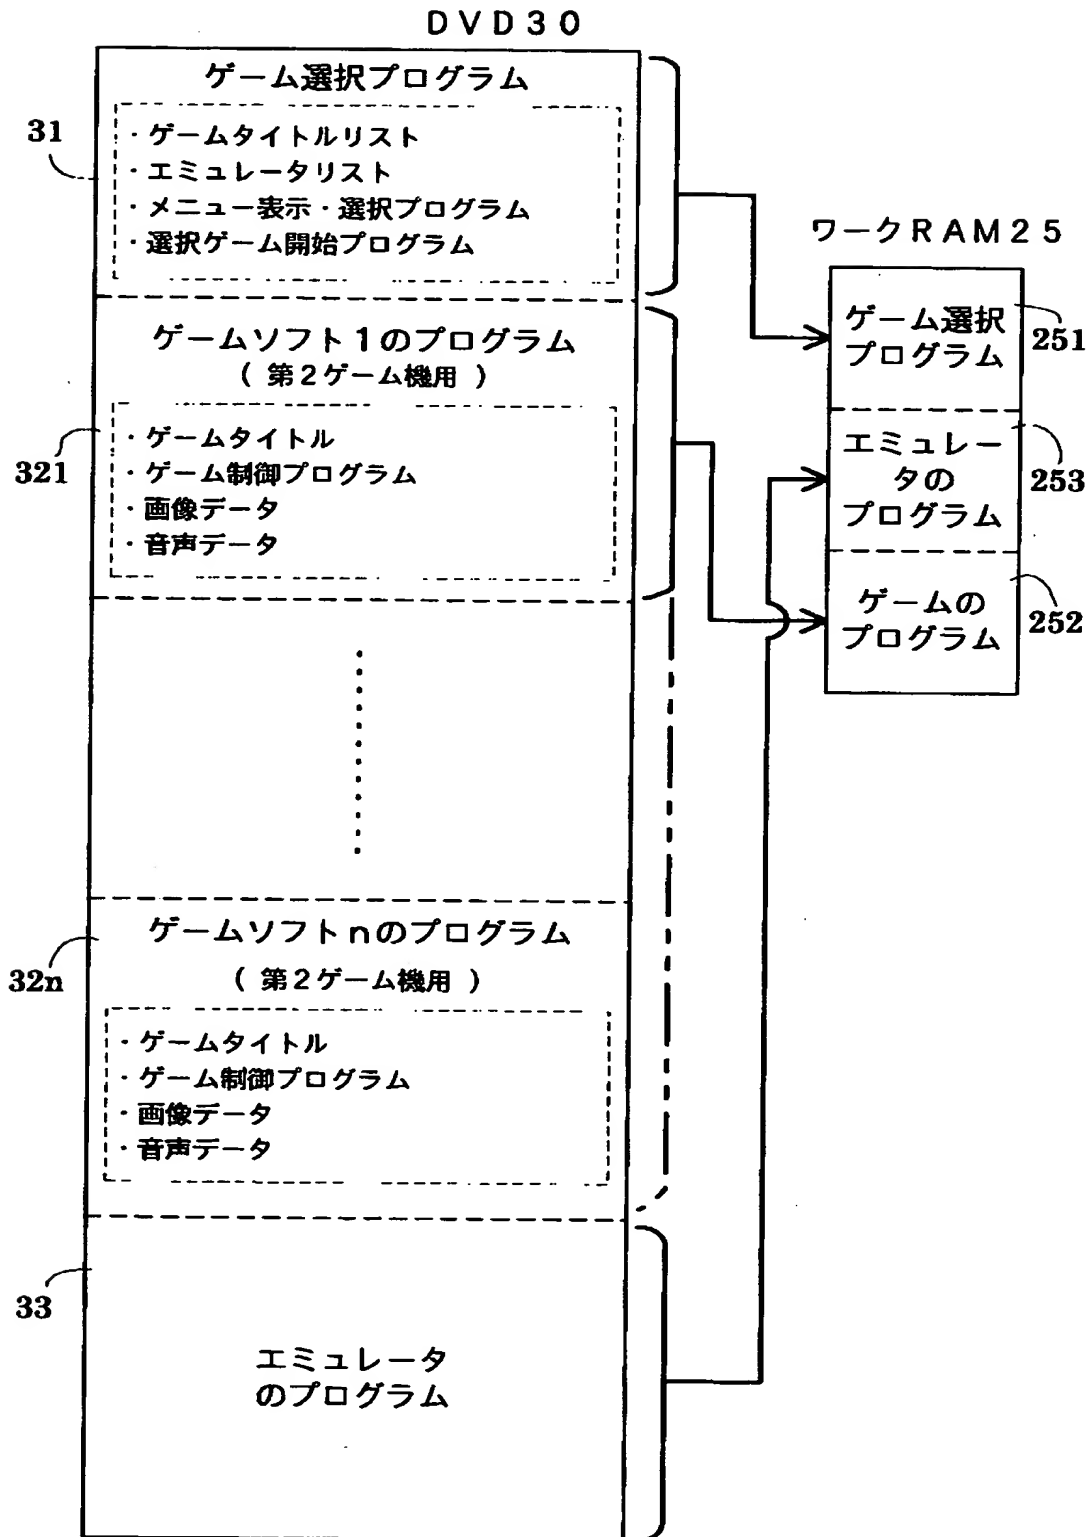 DVD30
ゲーム選択プログラム
31
・ゲームタイトルリスト
・エミュレータリスト
・メニュー表示・選択プログラム
・選択ゲーム開始プログラム
ゲームソフト1のプログラム
( 第2ゲーム機用 )
321
・ゲームタイトル
・ゲーム制御プログラム
・画像データ
・音声データ
ゲームソフトnのプログラム
( 第2ゲーム機用 )
32n
・ゲームタイトル
・ゲーム制御プログラム
・画像データ
・音声データ
33
エミュレータ
のプログラム
ワークRAM25
ゲーム選択
プログラム
251
エミュレー
タの
プログラム
253
ゲームの
プログラム
252